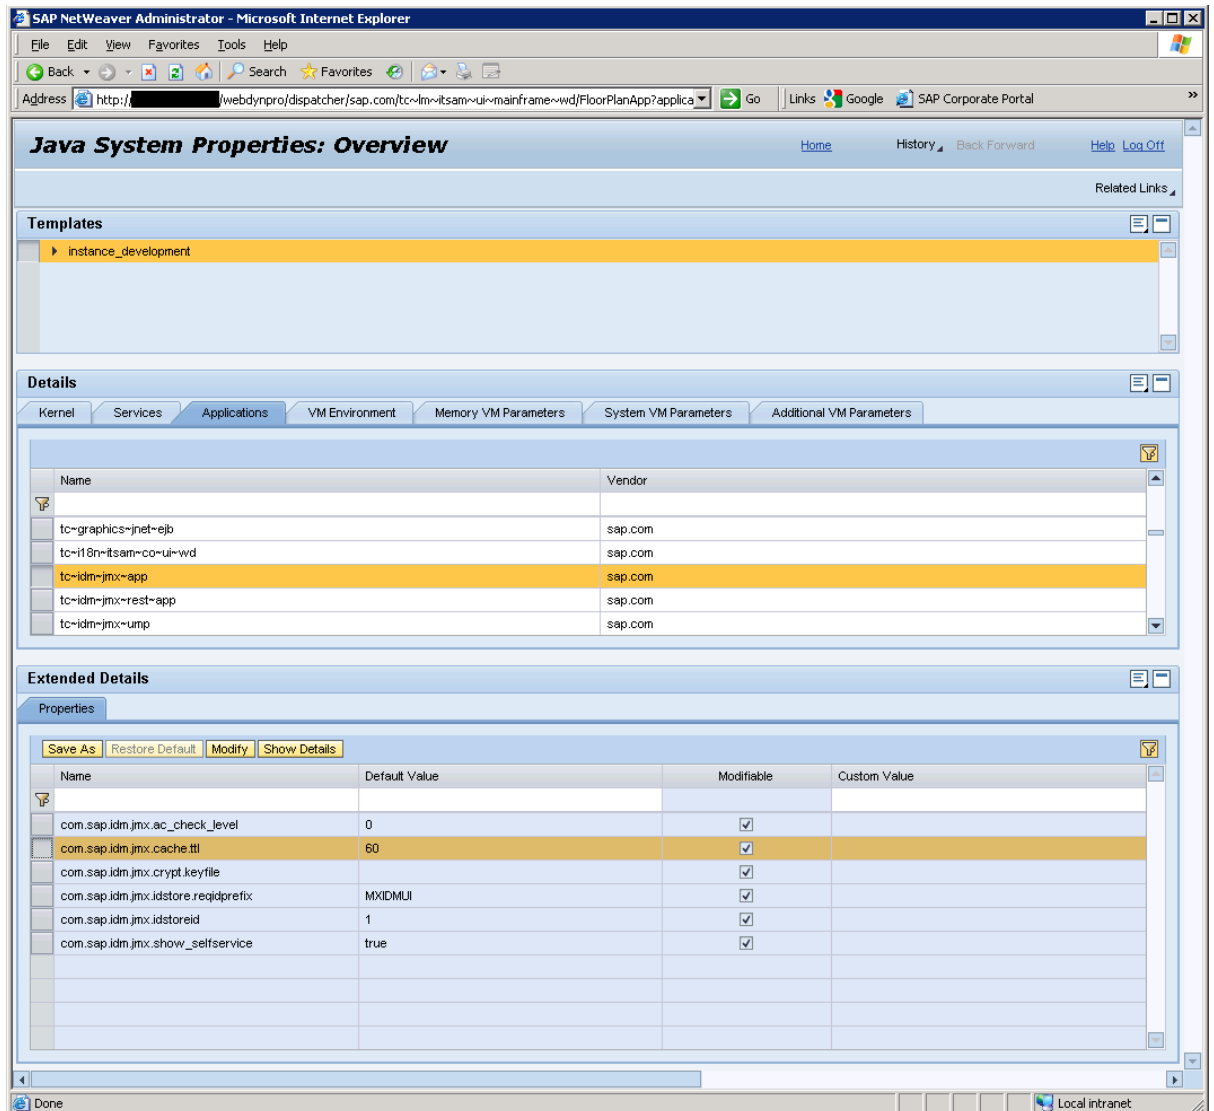 SAP NetWeaver Administrator - Microsoft Internet Explorer
File Edit View Favorites Tools Help
Back Search Favorites
Address http:// /webdynpro/dispatcher/sap.com/tc~lm~itsam~ui~mainframe~wd/FloorPlanApp?applica Go Links Google SAP Corporate Portal »
Java System Properties: Overview Home History Back Forward Help Log Off
Related Links
Templates
instance_development
Details
Kernel Services Applications VM Environment Memory VM Parameters System VM Parameters Additional VM Parameters
Name Vendor
tc~graphics~jnet~ejb sap.com
tc~i18n~itsam~co~ui~wd sap.com
tc~idm~jmx~app sap.com
tc~idm~jmx~rest~app sap.com
tc~idm~jmx~ump sap.com
Extended Details
Properties
Save As Restore Default Modify Show Details
Name Default Value Modifiable Custom Value
com.sap.idm.jmx.ac_check_level 0
com.sap.idm.jmx.cache.ttl 60
com.sap.idm.jmx.crypt.keyfile
com.sap.idm.jmx.idstore.reqidprefix MXIDMUI
com.sap.idm.jmx.idstoreid 1
com.sap.idm.jmx.show_selfservice true
Done Local intranet